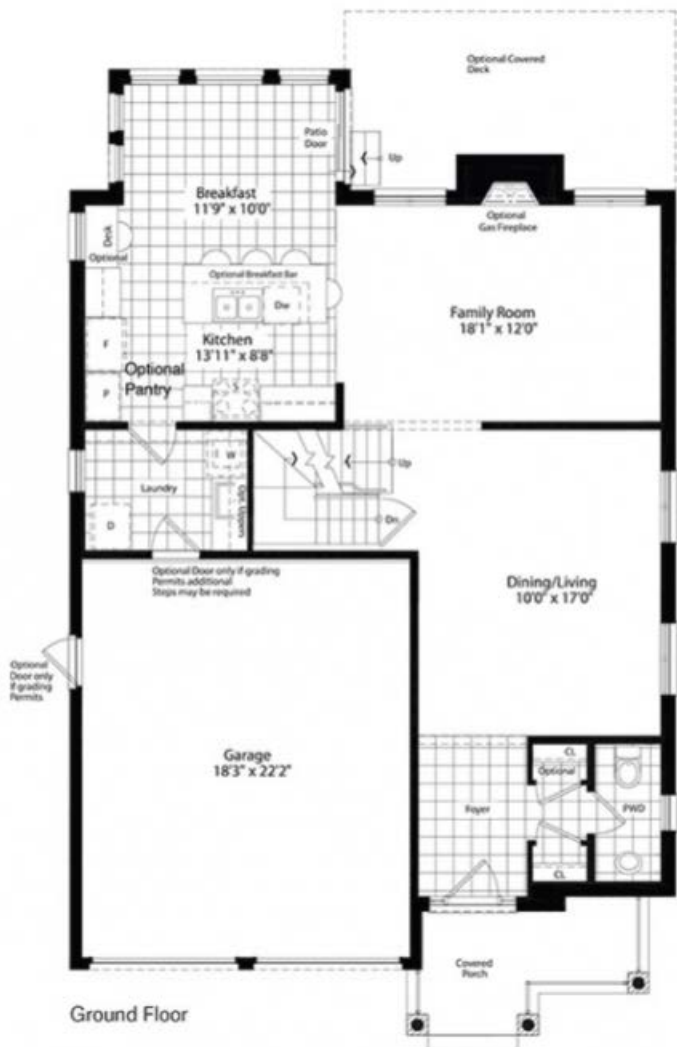 Optional Covered
Deck
Patio
Door
Up
Breakfast
11'9" x 10'0"
Optional
Gas Fireplace
Desk
Optional
Optional Breakfast Bar
Dw
Family Room
18'1" x 12'0"
F
Kitchen
13'11" x 8'8"
Optional
Pantry
P
S
W
Up
Laundry
Opt. Uppers
D
Dn
Optional Door only if grading
Permits additional
Steps may be required
Dining/Living
10'0" x 17'0"
Optional
Door only
If grading
Permits
Garage
18'3" x 22'2"
CL
Optional
Foyer
PWD
CL
Covered
Porch
Ground Floor